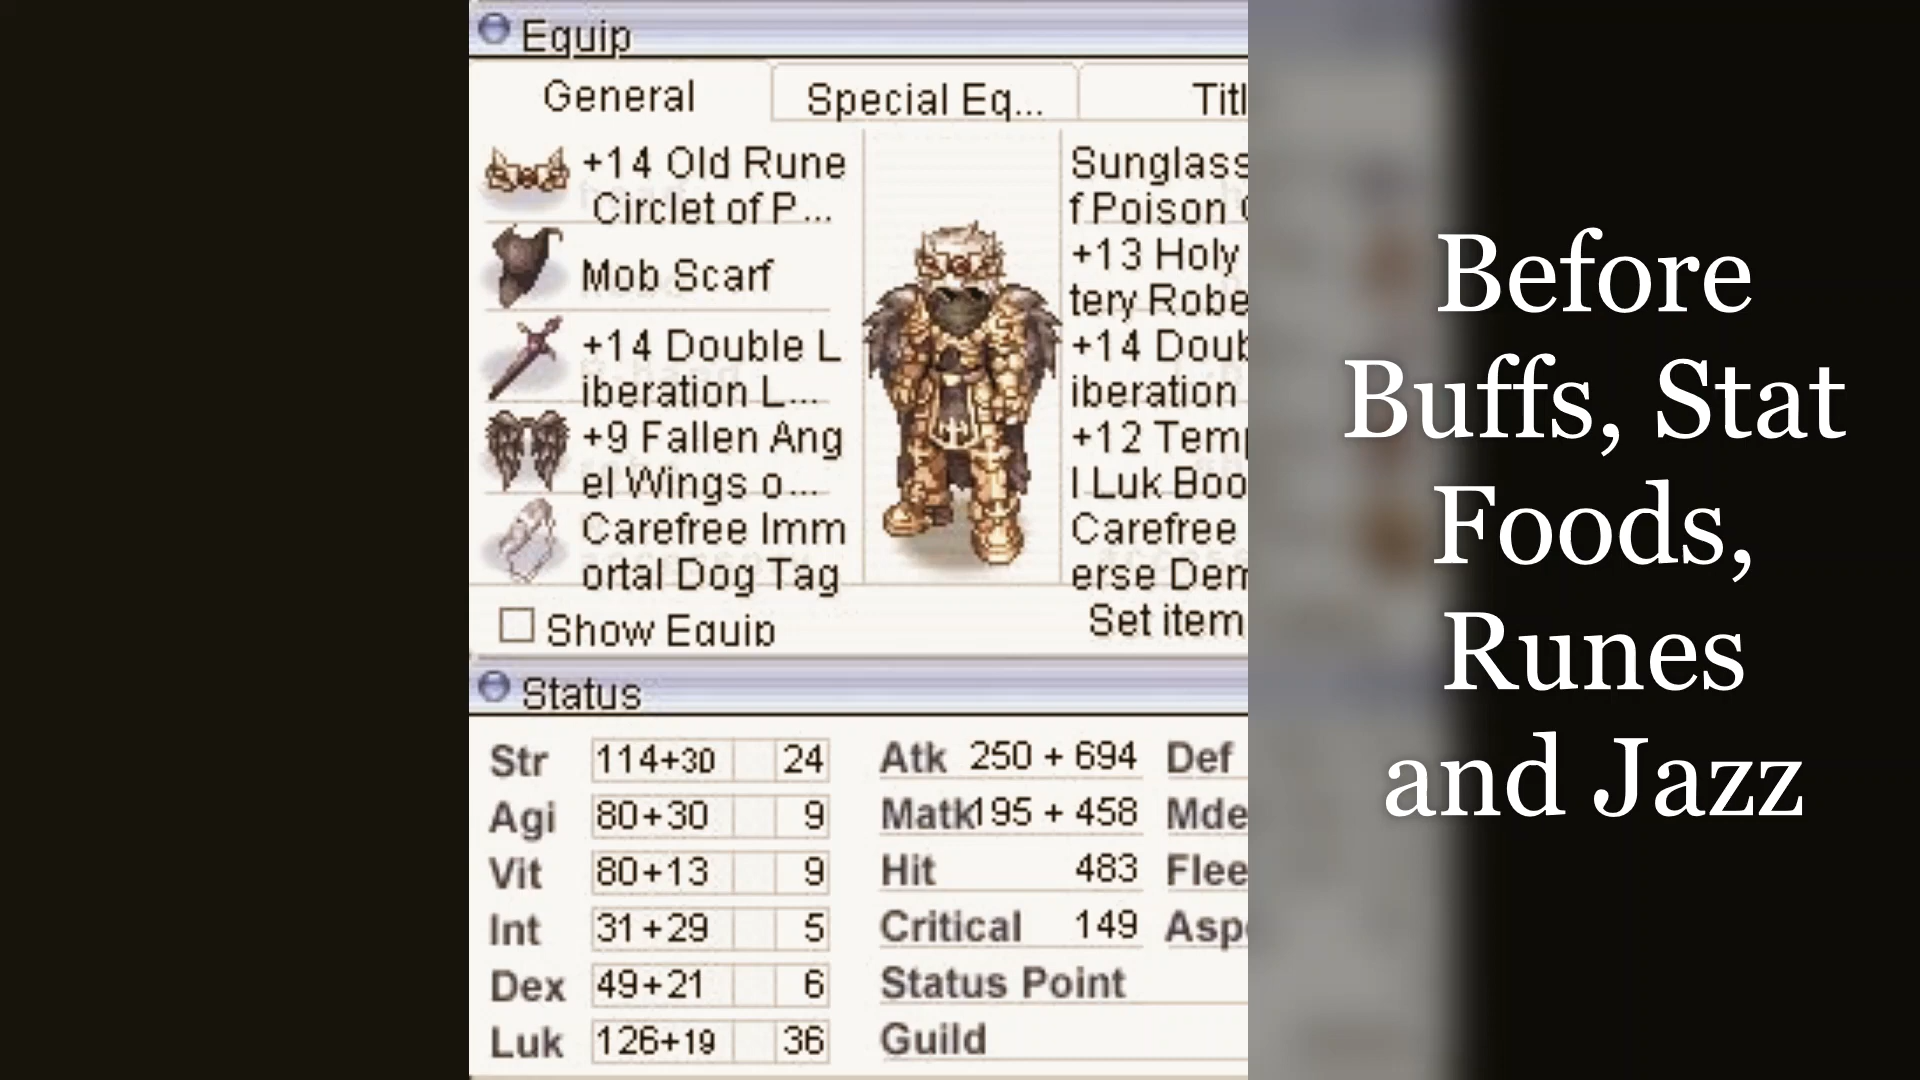 Equip
General
Special Eq...
Titl
+14 Old Rune
Circlet of P...
Mob Scarf
+14 Double L
iberation L...
+9 Fallen Ang
el Wings o...
Carefree Imm
ortal Dog Tag
Sunglass
f Poison
+13 Holy
tery Robe
+14 Doub
iberation
+12 Temp
l Luk Boo
Carefree
erse Dem
Show Equip
Set item
Status
Str 114+30 24
Agi 80+30 9
Vit 80+13 9
Int 31+29 5
Dex 49+21 6
Luk 126+19 36
Atk 250 + 694
Matk 195 + 458
Hit 483
Critical 149
Status Point
Guild
Def
Mde
Flee
Asp
Before
Buffs, Stat
Foods,
Runes
and Jazz